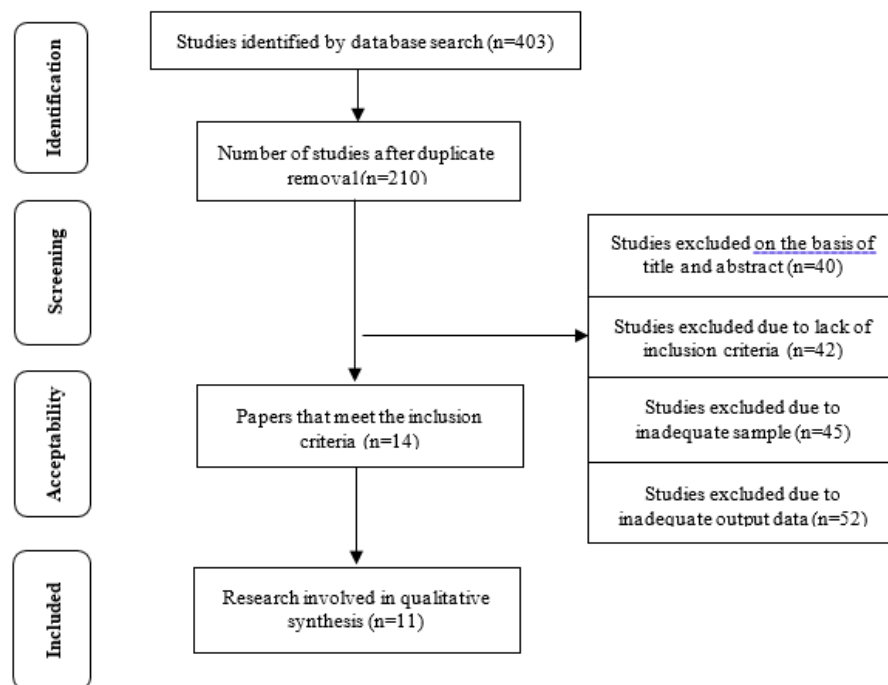 Identification
Studies identified by database search (n=403)
Number of studies after duplicate
removal(n=210)
Screening
Studies excluded on the basis of
title and abstract (n=40)
Studies excluded due to lack of
inclusion criteria (n=42)
Studies excluded due to
inadequate sample (n=45)
Studies excluded due to
inadequate output data (n=52)
Acceptability
Papers that meet the inclusion
criteria (n=14)
Included
Research involved in qualitative
synthesis (n=11)